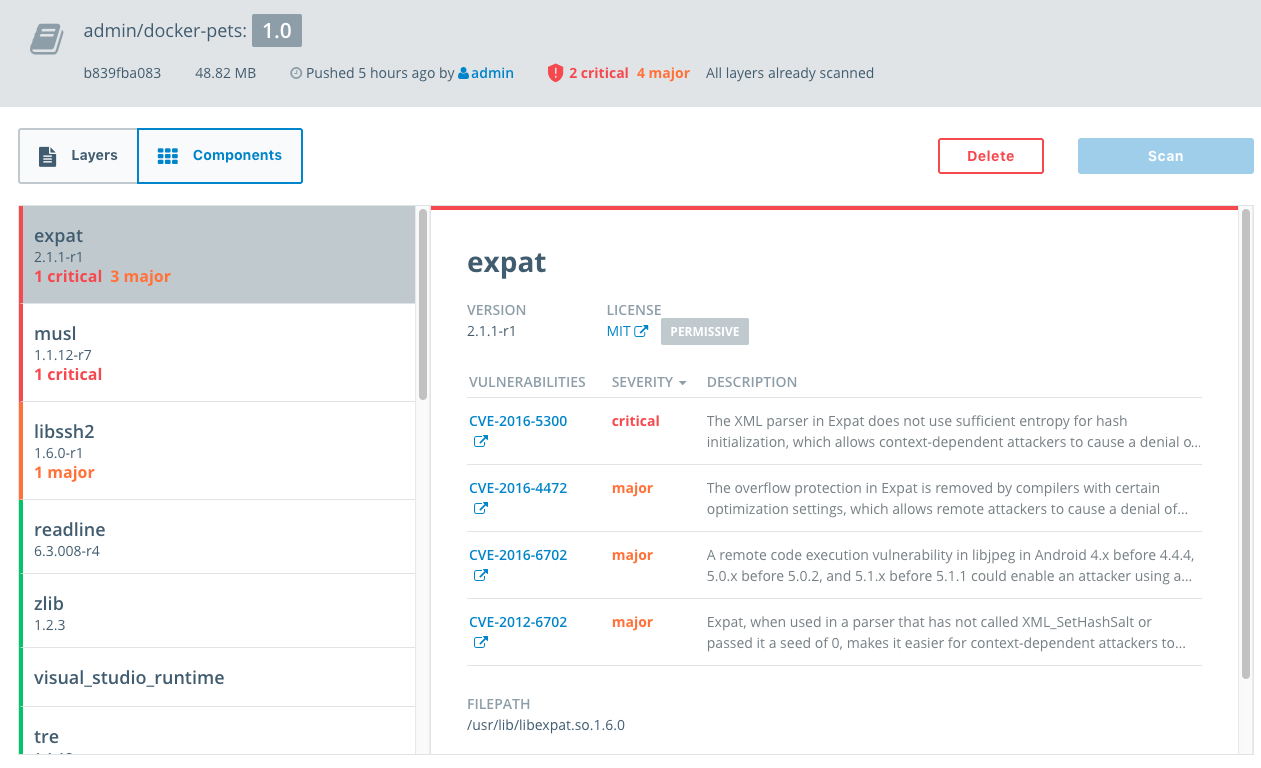 admin/docker-pets: 1.0
b839fba083 48.82 MB Pushed 5 hours ago by admin 2 critical 4 major All layers already scanned
Layers Components Delete Scan
expat
2.1.1-r1
1 critical 3 major
musl
1.1.12-r7
1 critical
libssh2
1.6.0-r1
1 major
readline
6.3.008-r4
zlib
1.2.3
visual_studio_runtime
tre
expat
VERSION LICENSE
2.1.1-r1 MIT PERMISSIVE
VULNERABILITIES SEVERITY DESCRIPTION
CVE-2016-5300 critical The XML parser in Expat does not use sufficient entropy for hash
initialization, which allows context-dependent attackers to cause a denial o...
CVE-2016-4472 major The overflow protection in Expat is removed by compilers with certain
optimization settings, which allows remote attackers to cause a denial of...
CVE-2016-6702 major A remote code execution vulnerability in libjpeg in Android 4.x before 4.4.4,
5.0.x before 5.0.2, and 5.1.x before 5.1.1 could enable an attacker using a...
CVE-2012-6702 major Expat, when used in a parser that has not called XML_SetHashSalt or
passed it a seed of 0, makes it easier for context-dependent attackers to...
FILEPATH
/usr/lib/libexpat.so.1.6.0